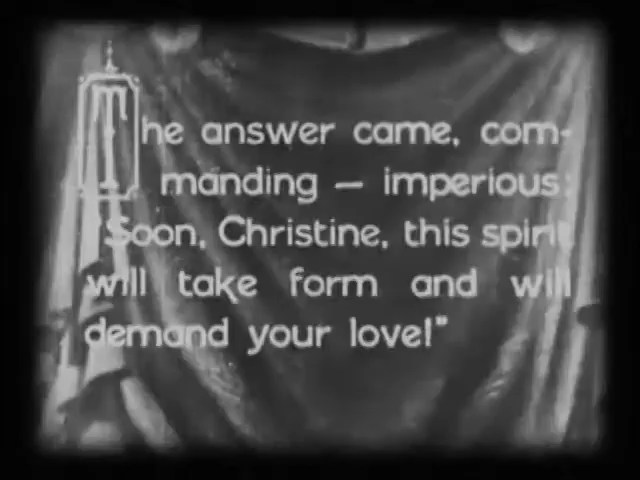 The answer came, com-
manding — imperious:
"Soon, Christine, this spirit
will take form and will
demand your love!"